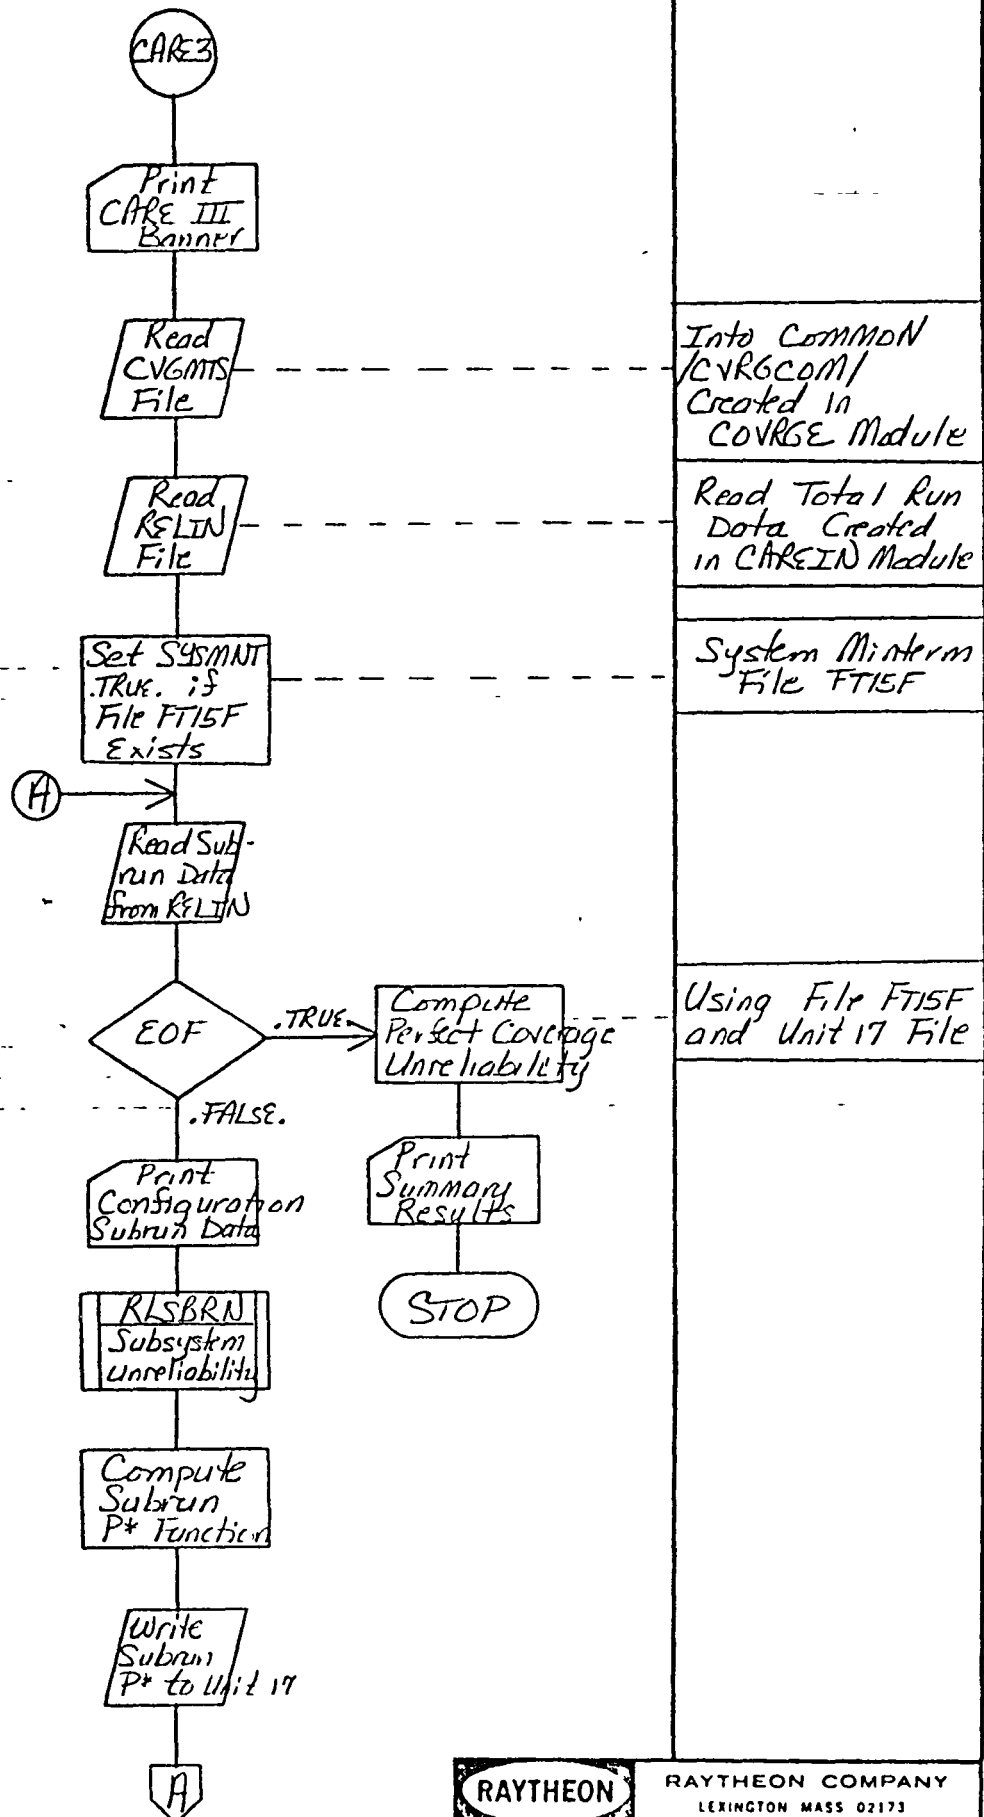 CARE3
Print
CARE III
Banner
Read
CVGMTS
File
Into COMMON
/CVRGCOM/
Created in
COVRGE Module
Read
RELIN
File
Read Total Run
Data Created
in CAREIN Module
Set SYSMNT
.TRUE. if
File FT15F
Exists
System Minterm
File FT15F
A
Read Sub-
run Data
from RELIN
EOF
.TRUE.
Compute
Perfect Coverage
Unreliability
Using File FT15F
and Unit 17 File
.FALSE.
Print
Configuration
Subrun Data
Print
Summary
Results
STOP
RLSBRN
Subsystem
Unreliability
Compute
Subrun
P* Function
Write
Subrun
P* to Unit 17
A
RAYTHEON
RAYTHEON COMPANY
LEXINGTON MASS 02173